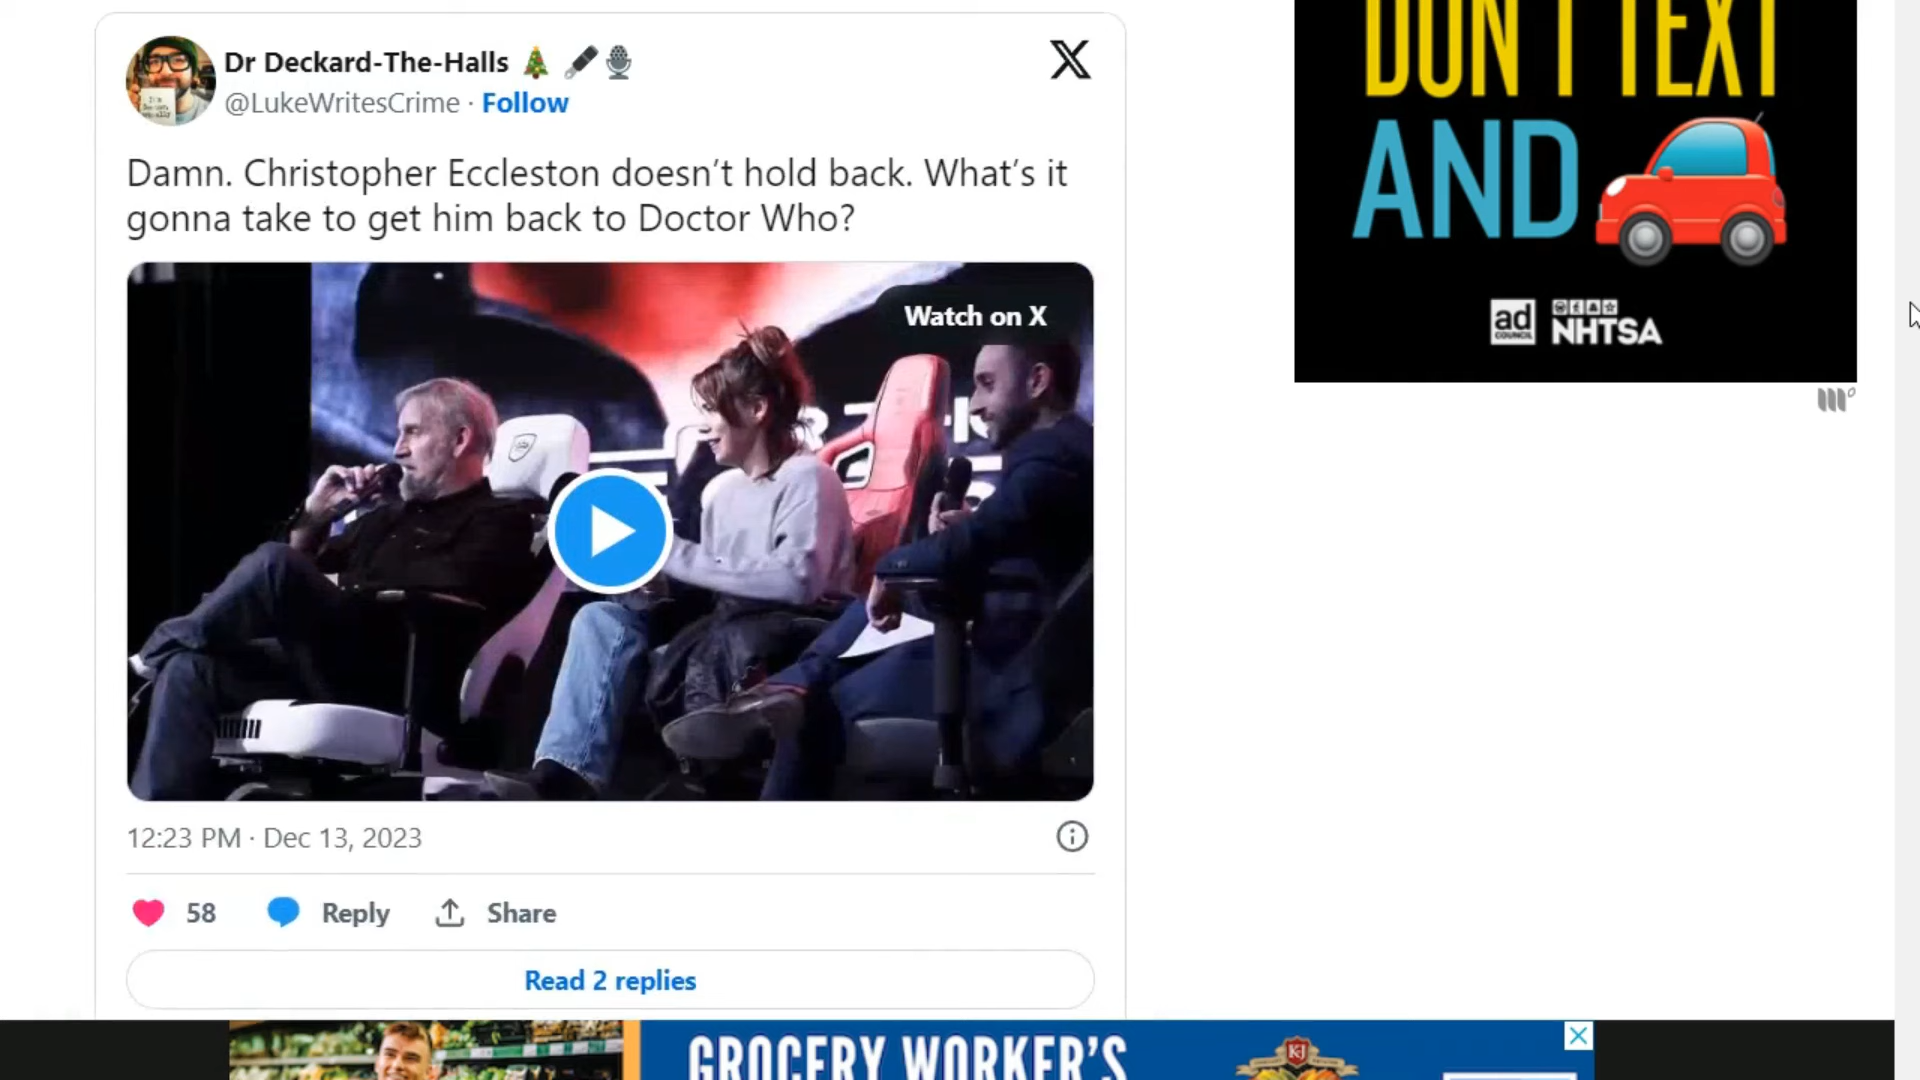 Dr Deckard-The-Halls
@LukeWritesCrime · Follow
Damn. Christopher Eccleston doesn’t hold back. What’s it
gonna take to get him back to Doctor Who?
Watch on X
12:23 PM · Dec 13, 2023
58 Reply Share
Read 2 replies
DON'T TEXT
AND
ad
COUNCIL
NHTSA
GROCERY WORKER’S
KJ